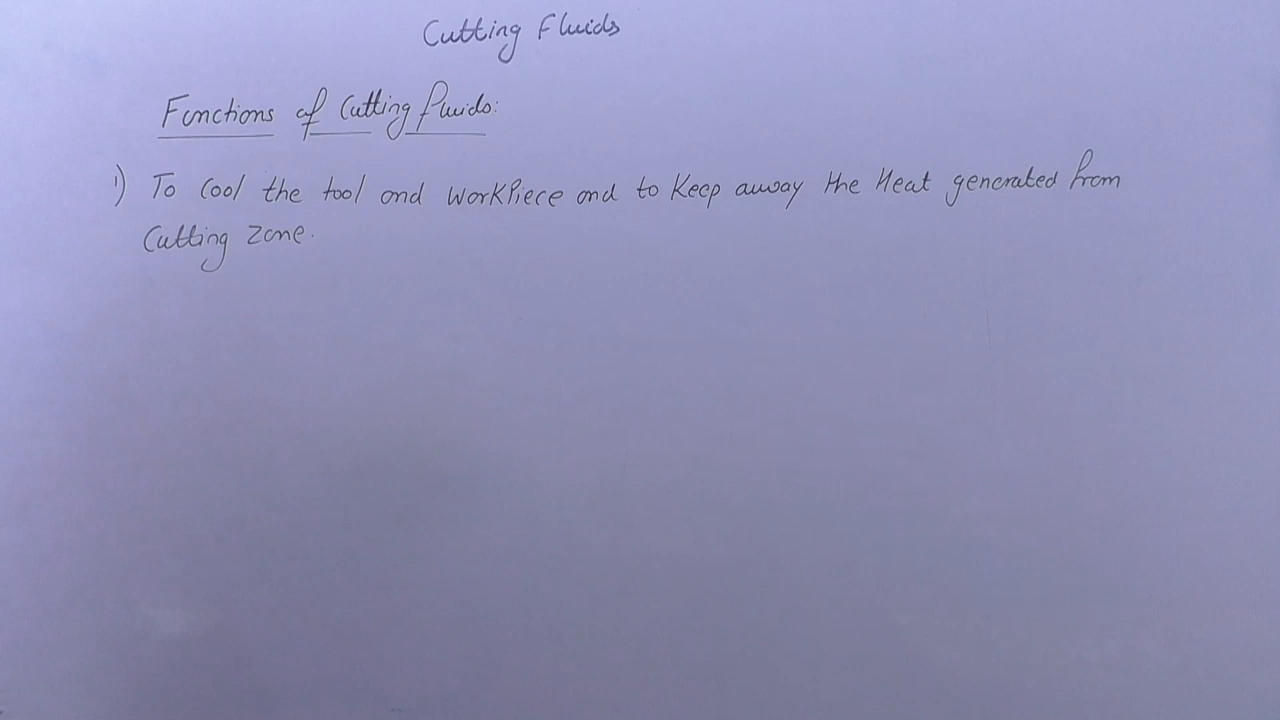 Cutting Fluids
Functions of Cutting fluids:
1) To Cool the tool and WorkPiece and to Keep away the Heat generated from
Cutting Zone.